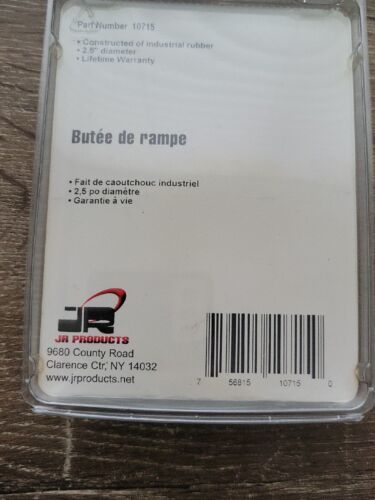 Part Number 10715
• Constructed of industrial rubber
• 2.5" diameter
• Lifetime Warranty
Butée de rampe
• Fait de caoutchouc industriel
• 2,5 po diamètre
• Garantie à vie
JR
JR PRODUCTS
9680 County Road
Clarence Ctr, NY 14032
www.jrproducts.net
7 56815 10715 0